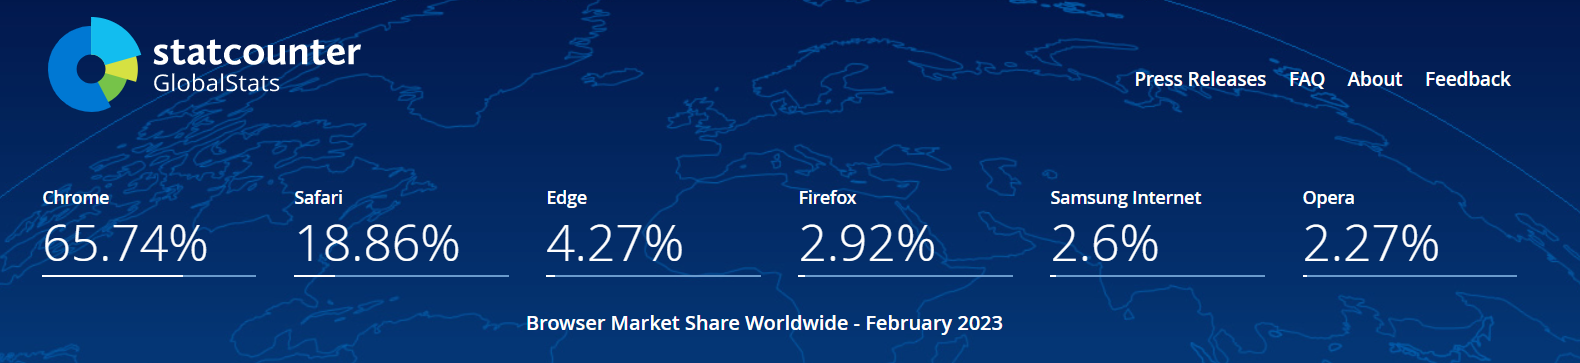 statcounter
GlobalStats
Press Releases FAQ About Feedback
Chrome Safari Edge Firefox Samsung Internet Opera
65.74% 18.86% 4.27% 2.92% 2.6% 2.27%
Browser Market Share Worldwide - February 2023